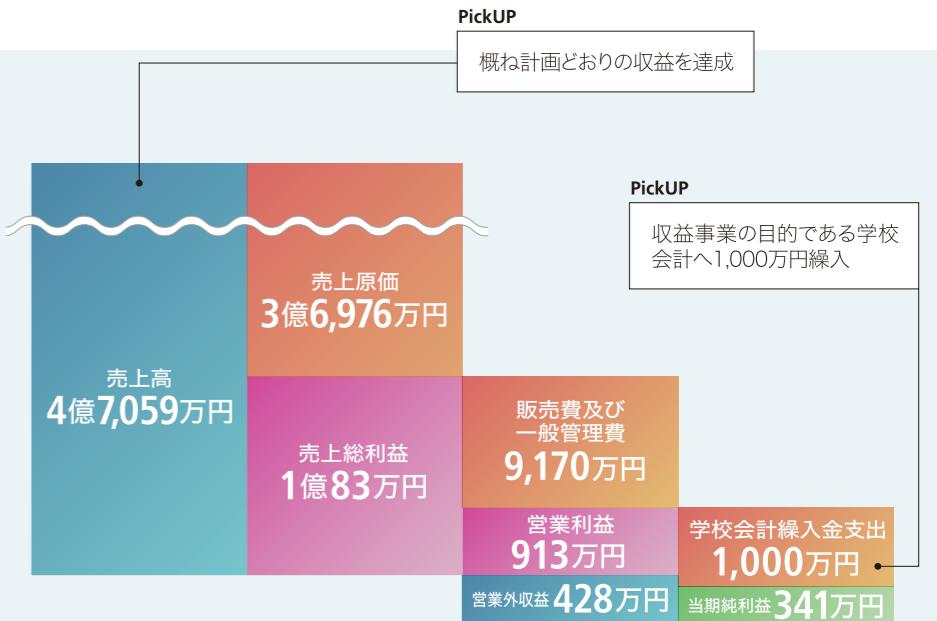 PickUP
概ね計画どおりの収益を達成
PickUP
収益事業の目的である学校
会計へ1,000万円繰入
売上高
4億7,059万円
売上原価
3億6,976万円
売上総利益
1億83万円
販売費及び
一般管理費
9,170万円
営業利益
913万円
営業外収益 428万円
学校会計繰入金支出
1,000万円
当期純利益 341万円